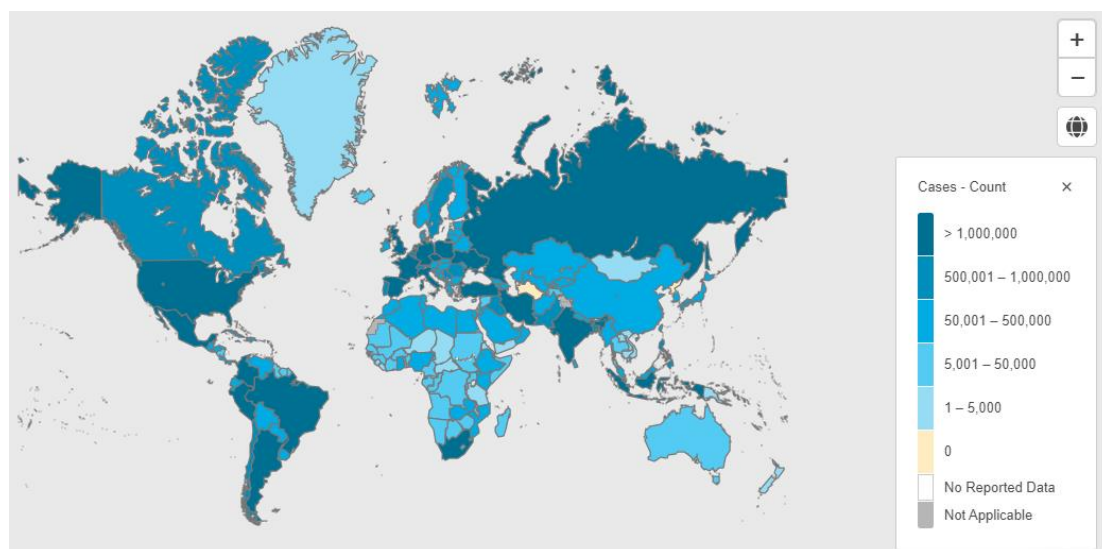 +
−
Cases - Count ×
> 1,000,000
500,001 – 1,000,000
50,001 – 500,000
5,001 – 50,000
1 – 5,000
0
No Reported Data
Not Applicable